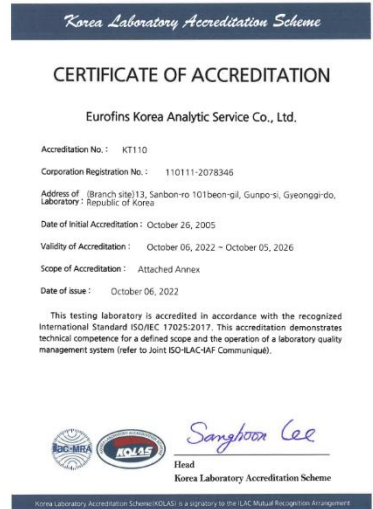 Korea Laboratory Accreditation Scheme
CERTIFICATE OF ACCREDITATION
Eurofins Korea Analytic Service Co., Ltd.
Accreditation No. : KT110
Corporation Registration No. : 110111-2078346
Address of Laboratory : (Branch site)13, Sanbon-ro 101beon-gil, Gunpo-si, Gyeonggi-do,
Republic of Korea
Date of Initial Accreditation : October 26, 2005
Validity of Accreditation : October 06, 2022 ~ October 05, 2026
Scope of Accreditation : Attached Annex
Date of issue : October 06, 2022
This testing laboratory is accredited in accordance with the recognized
International Standard ISO/IEC 17025:2017. This accreditation demonstrates
technical competence for a defined scope and the operation of a laboratory quality
management system (refer to Joint ISO-ILAC-IAF Communiqué).
ilac-MRA
KOLAS
Sanghoon Lee
Head
Korea Laboratory Accreditation Scheme
Korea Laboratory Accreditation Scheme(KOLAS) is a signatory to the ILAC Mutual Recognition Arrangement